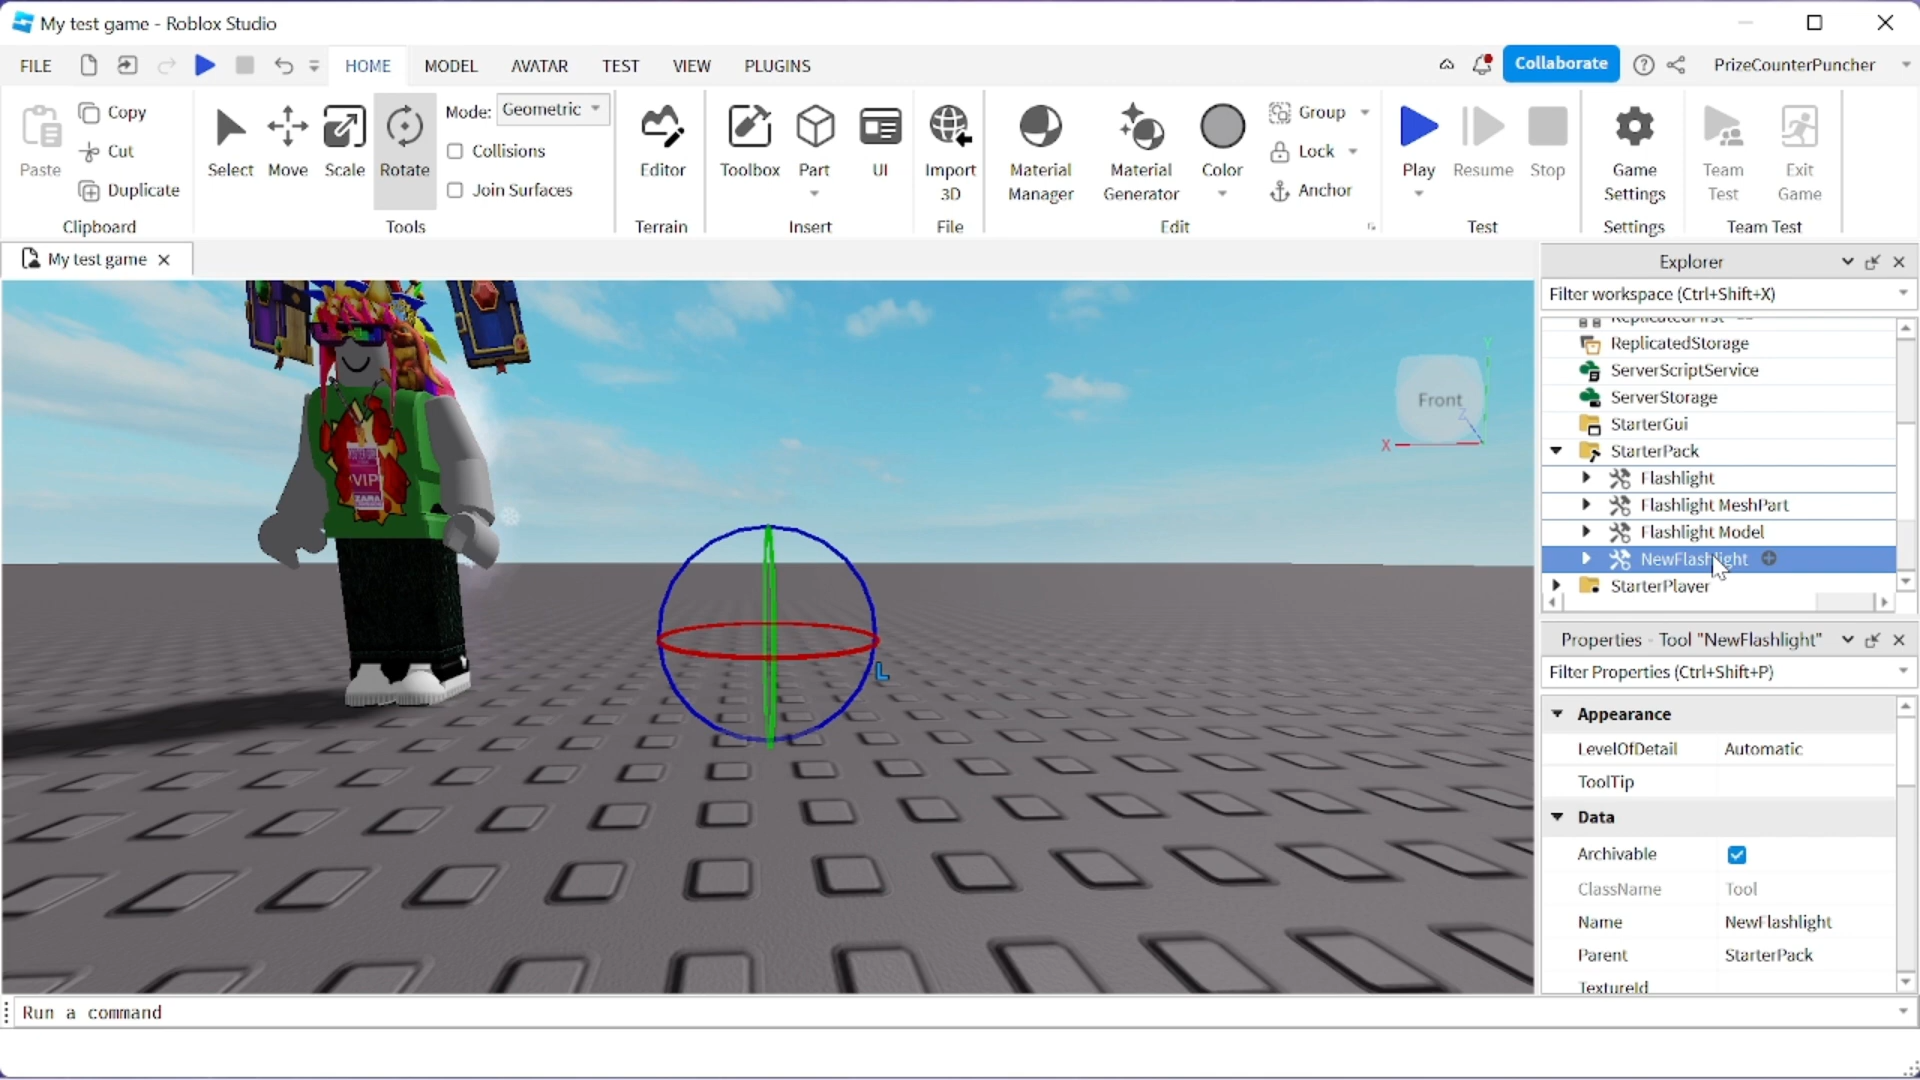 My test game - Roblox Studio
FILE HOME MODEL AVATAR TEST VIEW PLUGINS Collaborate PrizeCounterPuncher
Paste Copy Cut Duplicate
Clipboard
Select Move Scale Rotate Mode: Geometric
Collisions
Join Surfaces
Tools
Editor
Terrain
Toolbox Part UI
Insert
Import 3D
File
Material Manager Material Generator Color Group
Lock
Anchor
Edit
Play Resume Stop
Test
Game Settings
Settings
Team Test Exit Game
Team Test
My test game
VIP
Front
X
Y
Z
L
Explorer
Filter workspace (Ctrl+Shift+X)
ReplicatedFirst
ReplicatedStorage
ServerScriptService
ServerStorage
StarterGui
StarterPack
Flashlight
Flashlight MeshPart
Flashlight Model
NewFlashlight
StarterPlayer
Properties - Tool "NewFlashlight"
Filter Properties (Ctrl+Shift+P)
Appearance
LevelOfDetail Automatic
ToolTip
Data
Archivable
ClassName Tool
Name NewFlashlight
Parent StarterPack
TextureId
Run a command